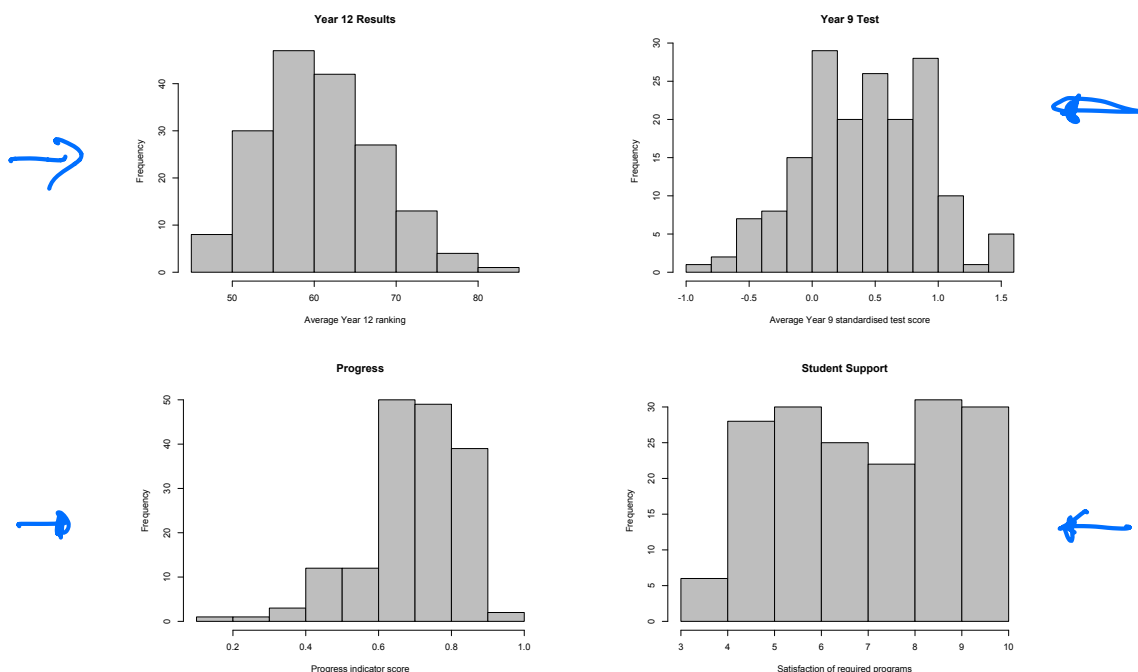 Year 12 Results
Frequency
0 10 20 30 40
50 60 70 80
Average Year 12 ranking
Year 9 Test
Frequency
0 5 10 15 20 25 30
-1.0 -0.5 0.0 0.5 1.0 1.5
Average Year 9 standardised test score
Progress
Frequency
0 10 20 30 40 50
0.2 0.4 0.6 0.8 1.0
Progress indicator score
Student Support
Frequency
0 5 10 15 20 25 30
3 4 5 6 7 8 9 10
Satisfaction of required programs